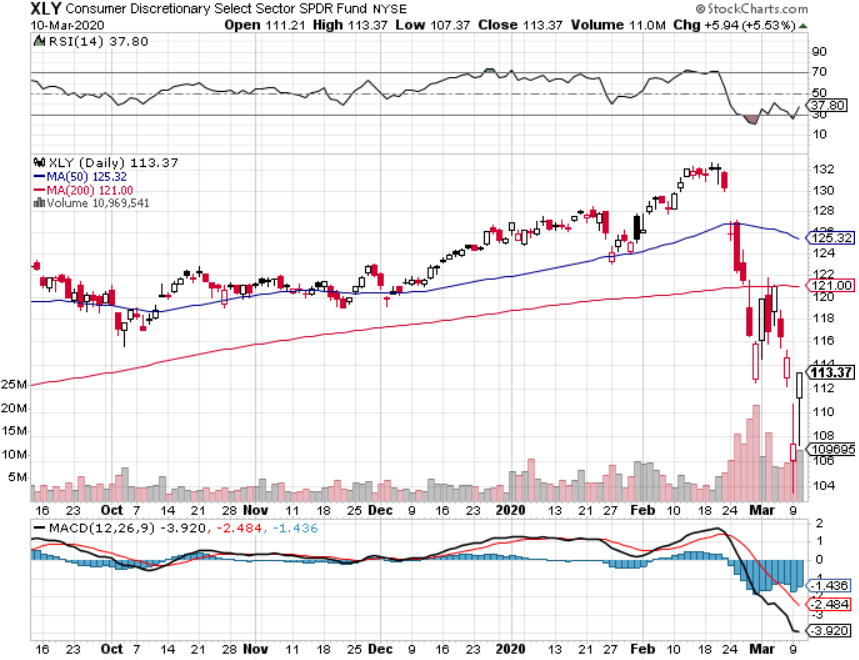 XLY Consumer Discretionary Select Sector SPDR Fund NYSE © StockCharts.com
10-Mar-2020 Open 111.21 High 113.37 Low 107.37 Close 113.37 Volume 11.0M Chg +5.94 (+5.53%)
RSI(14) 37.80
90
70
50
37.80
30
10
XLY (Daily) 113.37
MA(50) 125.32
MA(200) 121.00
Volume 10,969,541
132
130
128
126
125.32
124
122
121.00
120
118
116
114
113.37
112
110
108
109695
106
104
25M
20M
15M
10M
5M
16 23 Oct 7 14 21 28 Nov 11 18 25 Dec 9 16 23 2020 13 21 27 Feb 10 18 24 Mar 9
MACD(12,26,9) -3.920, -2.484, -1.436
2
1
0
-1.436
-2
-2.484
-3
-3.920
16 23 Oct 7 14 21 28 Nov 11 18 25 Dec 9 16 23 2020 13 21 27 Feb 10 18 24 Mar 9